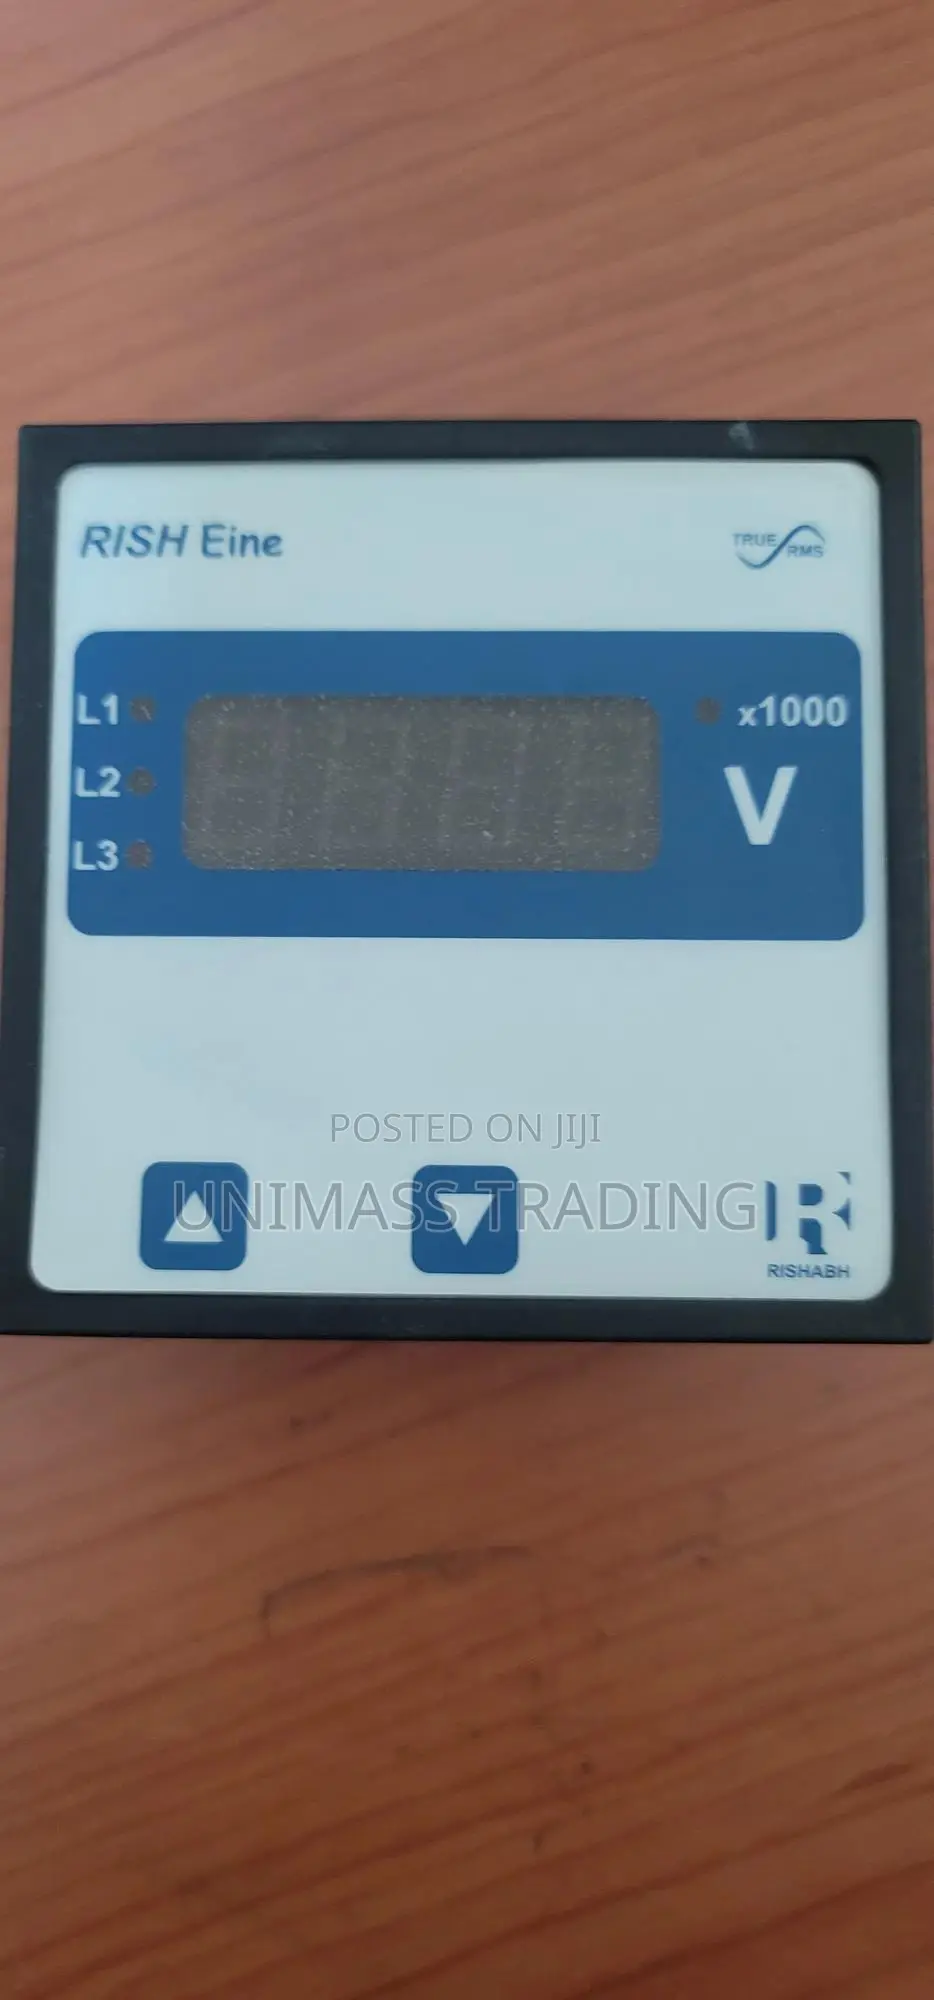 RISH Eine
TRUE RMS
L1
x1000
L2
V
L3
POSTED ON JIJI
UNIMASS TRADING
R
RISHABH